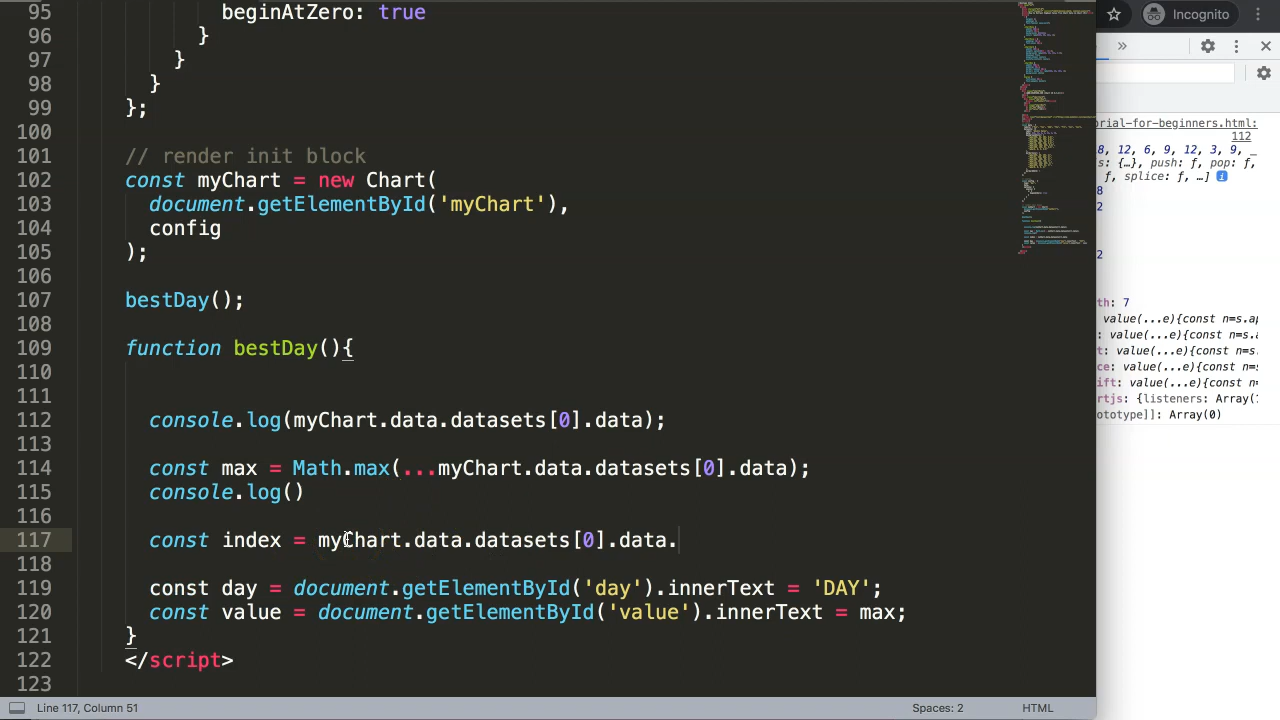 95 beginAtZero: true
96 }
97 }
98 }
99 };
100
101 // render init block
102 const myChart = new Chart(
103 document.getElementById('myChart'),
104 config
105 );
106
107 bestDay();
108
109 function bestDay(){
110
111
112 console.log(myChart.data.datasets[0].data);
113
114 const max = Math.max(...myChart.data.datasets[0].data);
115 console.log()
116
117 const index = myChart.data.datasets[0].data.
118
119 const day = document.getElementById('day').innerText = 'DAY';
120 const value = document.getElementById('value').innerText = max;
121 }
122 </script>
123
Line 117, Column 51
Spaces: 2
HTML
Incognito
»
orial-for-beginners.html:
112
8, 12, 6, 9, 12, 3, 9, _
s: {…}, push: ƒ, pop: ƒ,
ƒ, splice: ƒ, …] i
8
2
2
th: 7
value(...e){const n=s.ap
: value(...e){const n=s.
t: value(...e){const n=s
ce: value(...e){const n=
ift: value(...e){const n
rtjs: {listeners: Array(
ototype]]: Array(0)